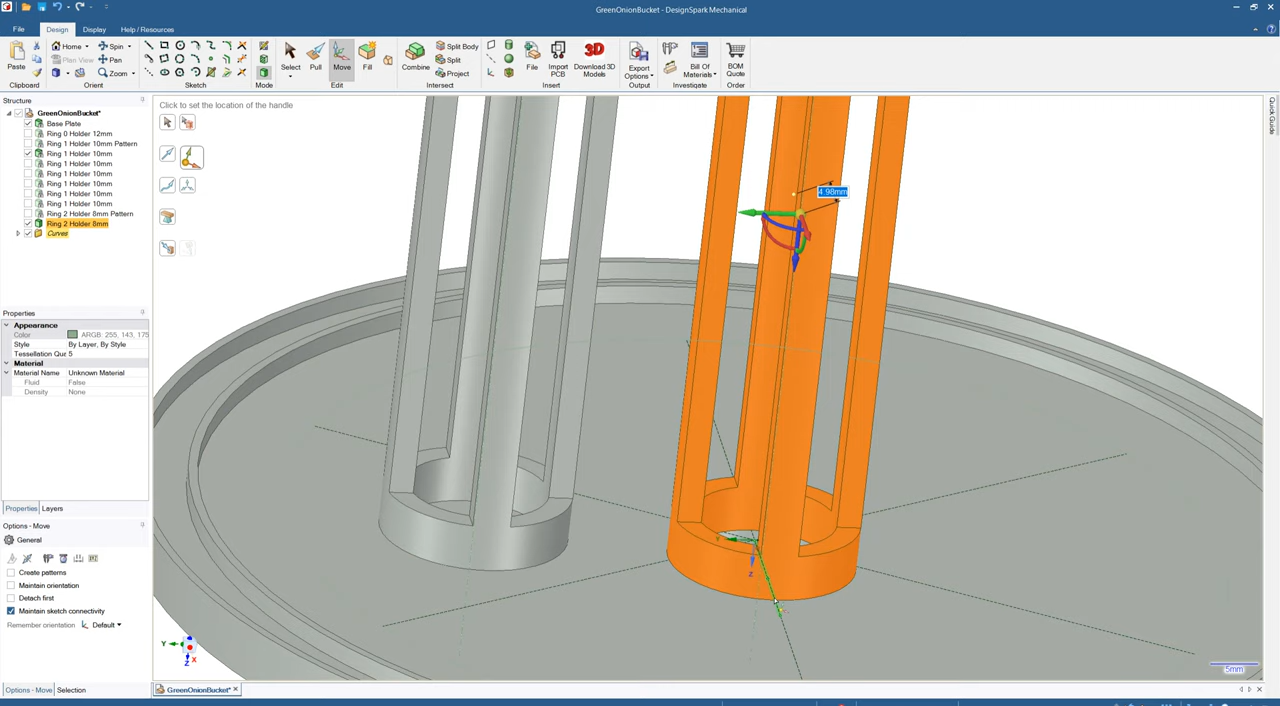 GreenOnionBucket - DesignSpark Mechanical
File Design Display Help / Resources
Paste Home Spin Select Pull Move Fill Combine Split Body File Import PCB Download 3D Models Export Options Bill Of Materials BOM Quote
Plan View Pan Split
Zoom Project
Clipboard Orient Sketch Mode Edit Intersect Insert Output Investigate Order
Structure
Click to set the location of the handle
Quick Guide
GreenOnionBucket*
Base Plate
Ring 0 Holder 12mm
Ring 1 Holder 10mm Pattern
Ring 1 Holder 10mm
Ring 1 Holder 10mm
Ring 1 Holder 10mm
Ring 1 Holder 10mm
Ring 1 Holder 10mm
Ring 1 Holder 10mm
Ring 2 Holder 8mm Pattern
Ring 2 Holder 8mm
Curves
4.98mm
Properties
Appearance
Color ARGB: 255, 143, 175
Style By Layer, By Style
Tessellation Qua 5
Material
Material Name Unknown Material
Fluid False
Density None
Properties Layers
Options - Move
General
Create patterns
Maintain orientation
Detach first
Maintain sketch connectivity
Remember orientation Default
Z
Y
Z X
5mm
Options - Move Selection
GreenOnionBucket*